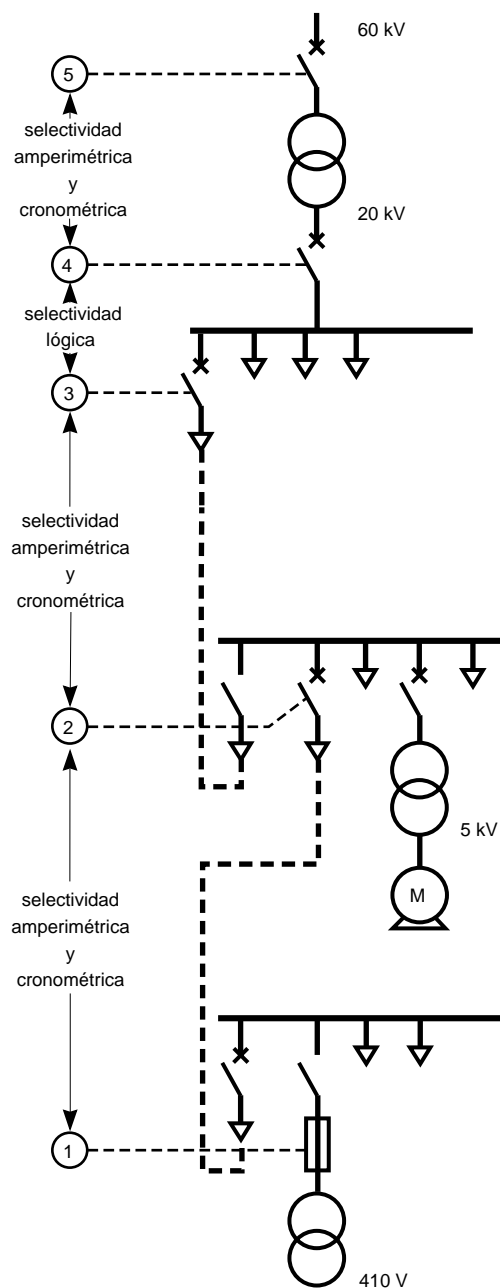 60 kV
5
selectividad
amperimétrica
y
cronométrica
20 kV
4
selectividad
lógica
3
selectividad
amperimétrica
y
cronométrica
2
5 kV
M
selectividad
amperimétrica
y
cronométrica
1
410 V